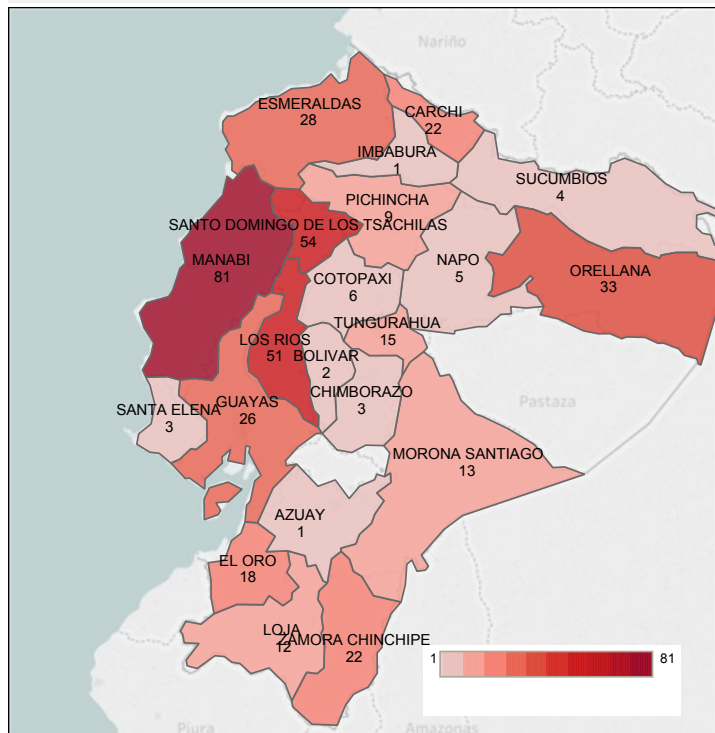 Nariño
ESMERALDAS
28
CARCHI
22
IMBABURA
1
SUCUMBIOS
4
PICHINCHA
9
SANTO DOMINGO DE LOS TSACHILAS
54
MANABI
81
NAPO
5
ORELLANA
33
COTOPAXI
6
TUNGURAHUA
15
LOS RIOS
51
BOLIVAR
2
CHIMBORAZO
3
Pastaza
SANTA ELENA
3
GUAYAS
26
MORONA SANTIAGO
13
AZUAY
1
EL ORO
18
LOJA
12
ZAMORA CHINCHIPE
22
1
81
Piura
Amazonas